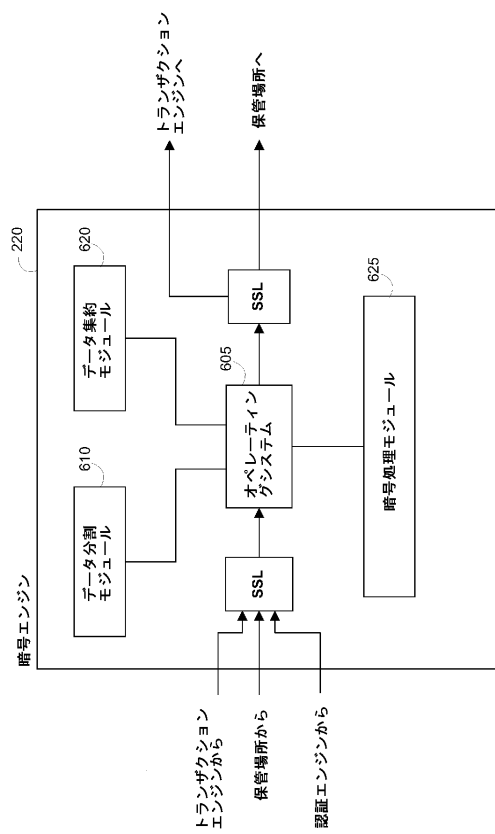 暗号エンジン
220
データ分割
モジュール
610
データ集約
モジュール
620
トランザクション
エンジンから
保管場所から
認証エンジンから
SSL
オペレーティン
グシステム
605
SSL
トランザクション
エンジンへ
保管場所へ
暗号処理モジュール
625